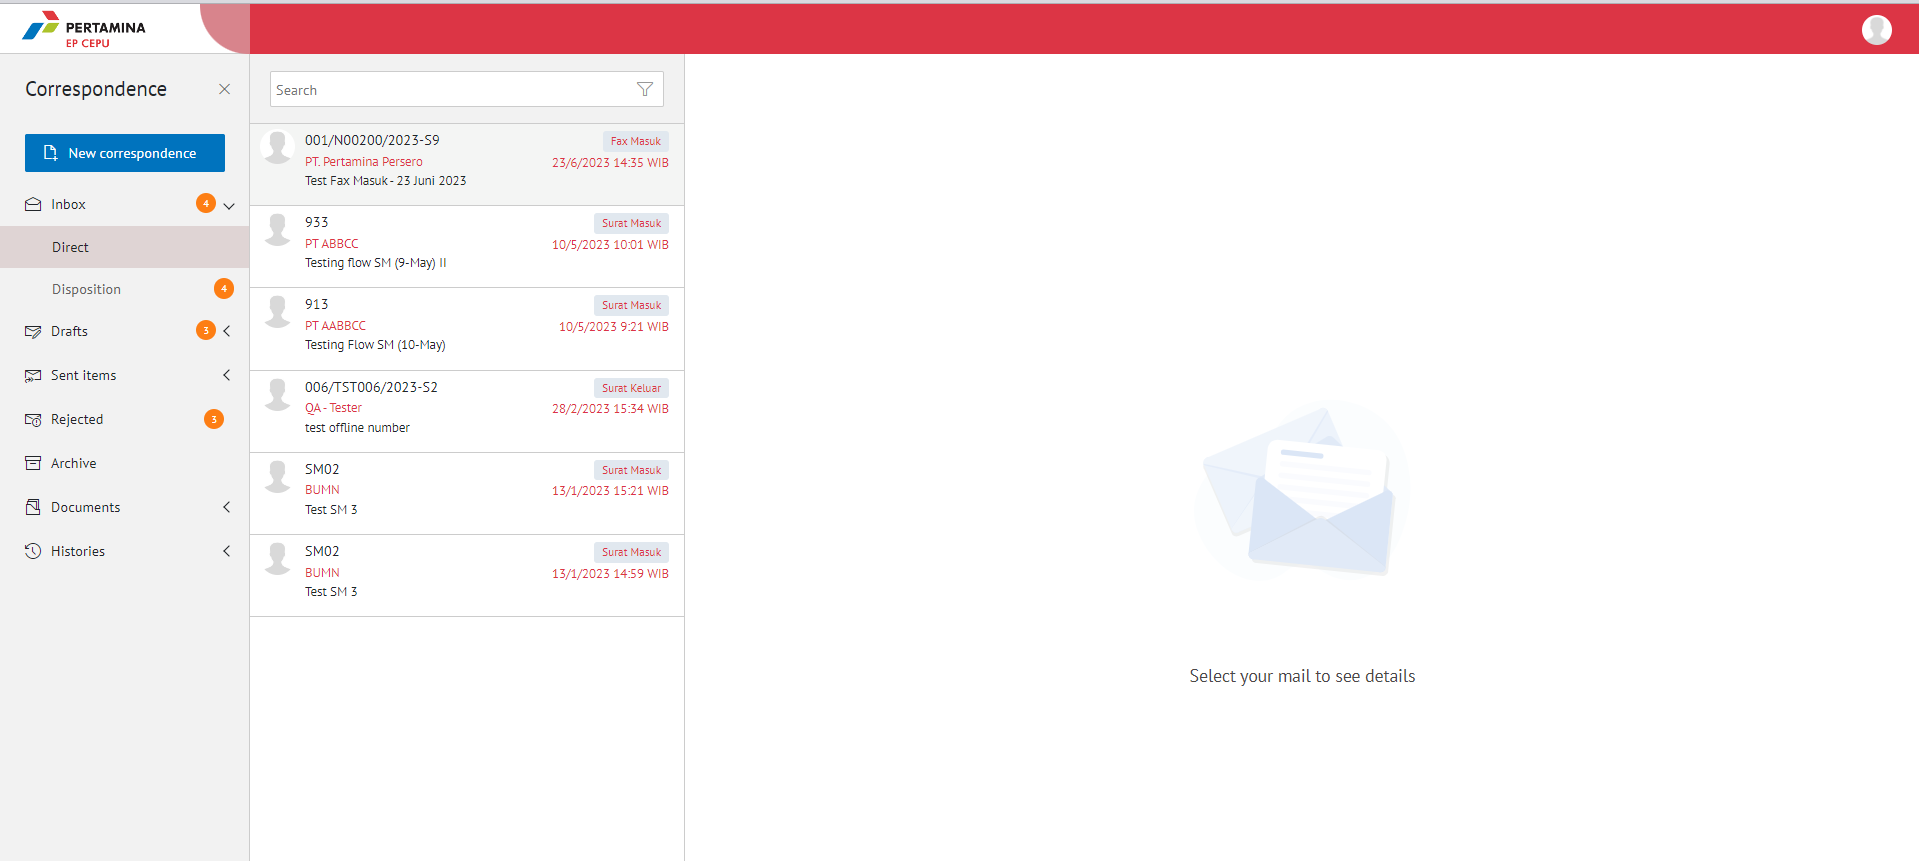 PERTAMINA
EP CEPU
Correspondence
New correspondence
Inbox 4
Direct
Disposition 4
Drafts 3
Sent items
Rejected 3
Archive
Documents
Histories
Search
001/N00200/2023-S9 Fax Masuk
PT. Pertamina Persero 23/6/2023 14:35 WIB
Test Fax Masuk - 23 Juni 2023
933 Surat Masuk
PT ABBCC 10/5/2023 10:01 WIB
Testing flow SM (9-May) II
913 Surat Masuk
PT AABBCC 10/5/2023 9:21 WIB
Testing Flow SM (10-May)
006/TST006/2023-S2 Surat Keluar
QA - Tester 28/2/2023 15:34 WIB
test offline number
SM02 Surat Masuk
BUMN 13/1/2023 15:21 WIB
Test SM 3
SM02 Surat Masuk
BUMN 13/1/2023 14:59 WIB
Test SM 3
Select your mail to see details